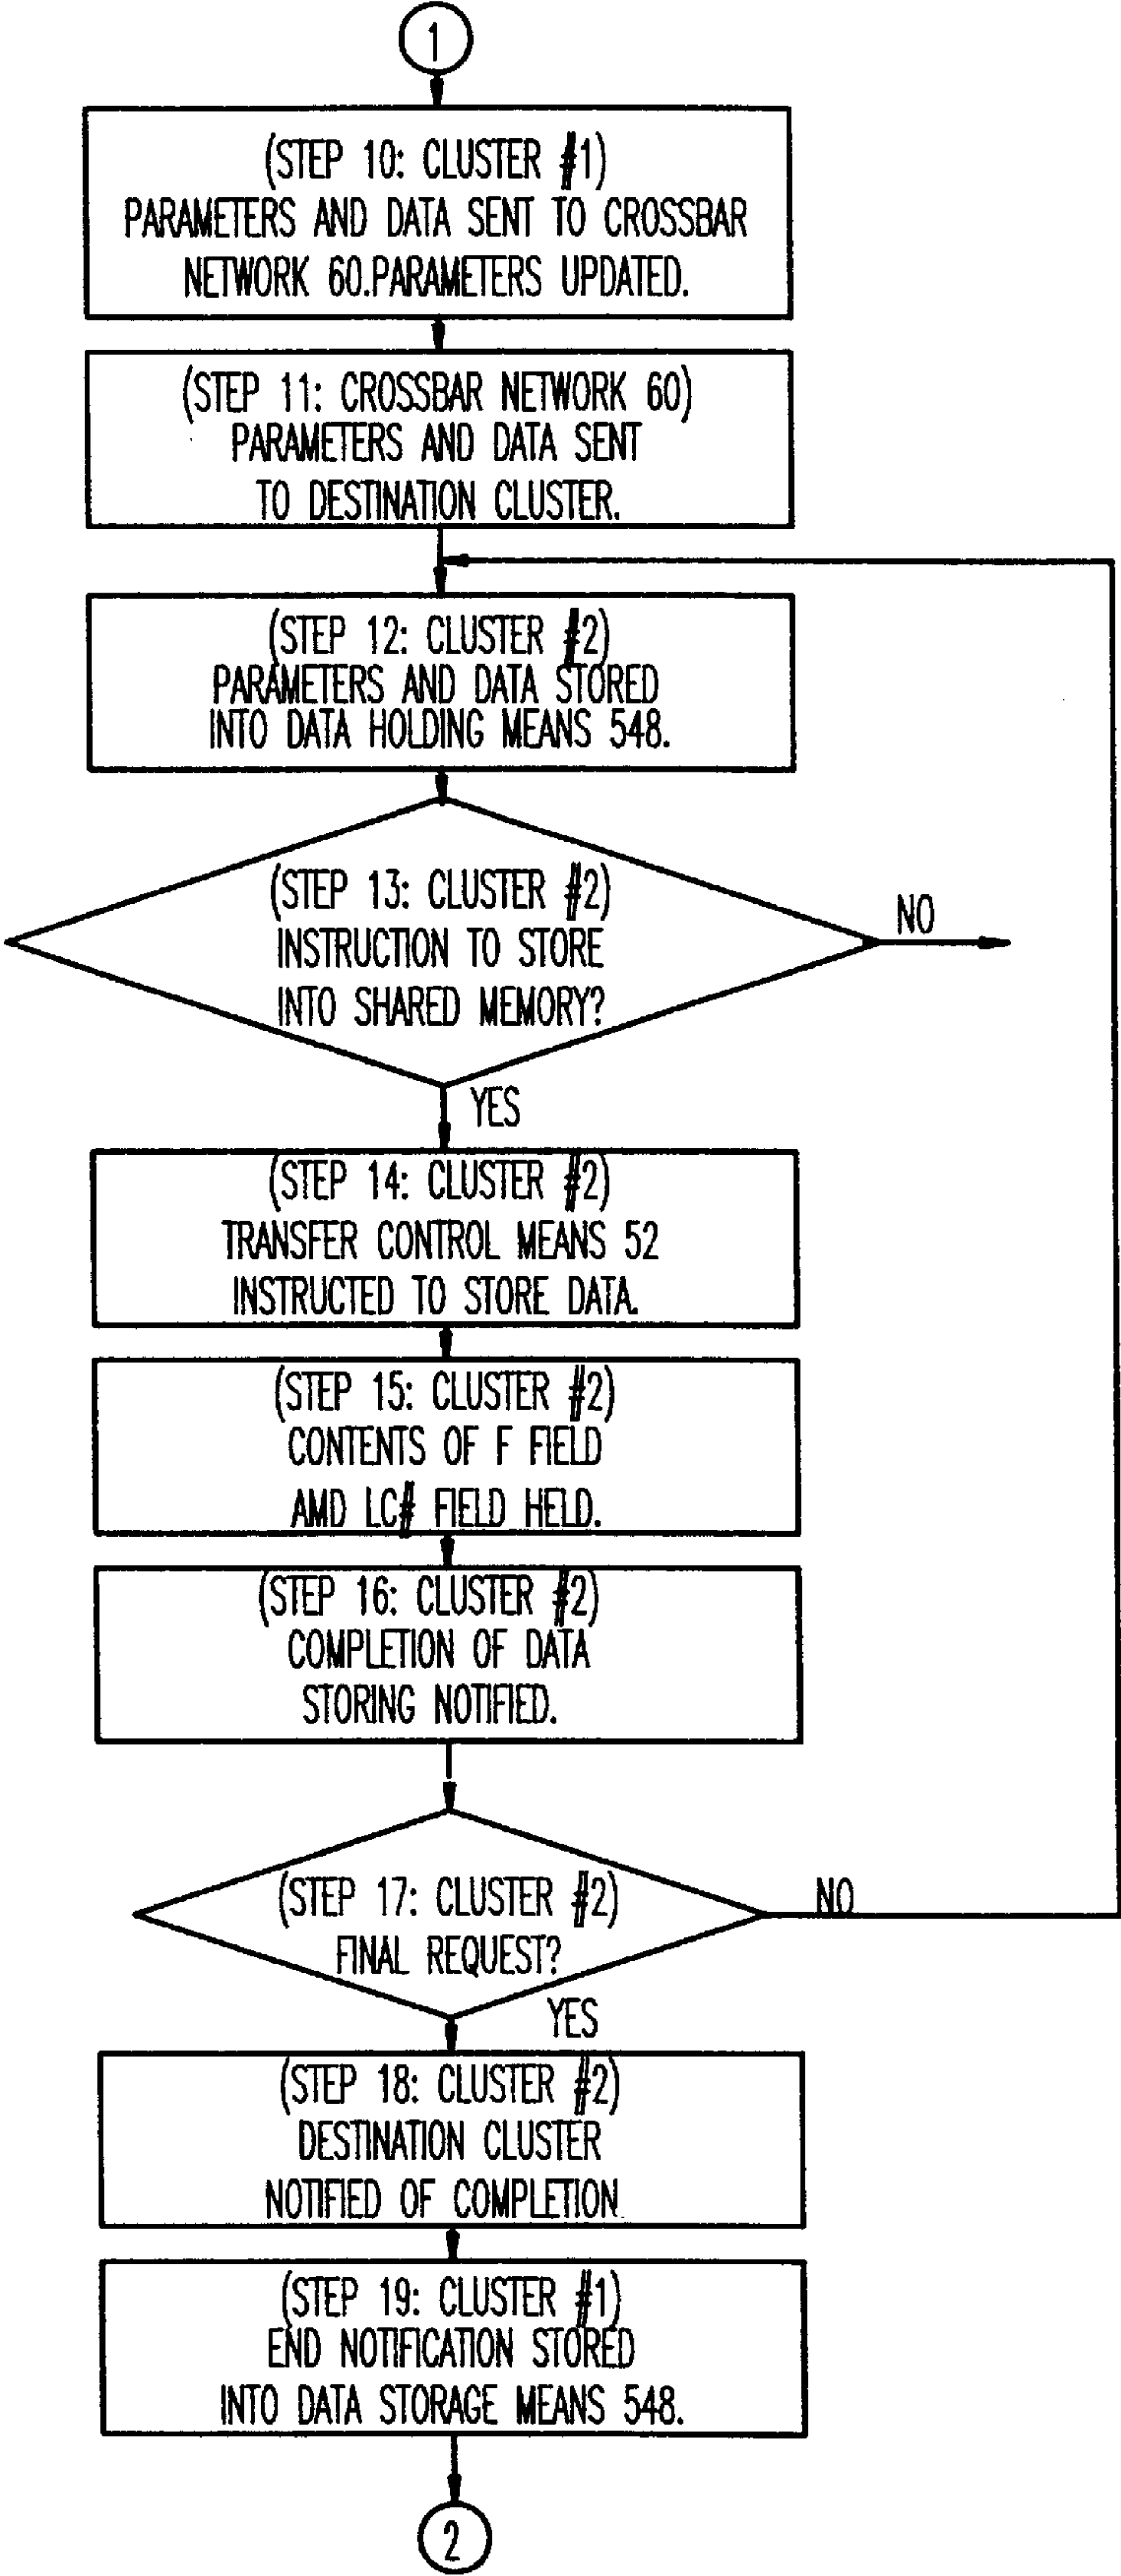 1
(STEP 10: CLUSTER #1)
PARAMETERS AND DATA SENT TO CROSSBAR
NETWORK 60.PARAMETERS UPDATED.
(STEP 11: CROSSBAR NETWORK 60)
PARAMETERS AND DATA SENT
TO DESTINATION CLUSTER.
(STEP 12: CLUSTER #2)
PARAMETERS AND DATA STORED
INTO DATA HOLDING MEANS 548.
(STEP 13: CLUSTER #2)
INSTRUCTION TO STORE
INTO SHARED MEMORY?
NO
YES
(STEP 14: CLUSTER #2)
TRANSFER CONTROL MEANS 52
INSTRUCTED TO STORE DATA.
(STEP 15: CLUSTER #2)
CONTENTS OF F FIELD
AMD LC# FIELD HELD.
(STEP 16: CLUSTER #2)
COMPLETION OF DATA
STORING NOTIFIED.
(STEP 17: CLUSTER #2)
FINAL REQUEST?
NO
YES
(STEP 18: CLUSTER #2)
DESTINATION CLUSTER
NOTIFIED OF COMPLETION
(STEP 19: CLUSTER #1)
END NOTIFICATION STORED
INTO DATA STORAGE MEANS 548.
2